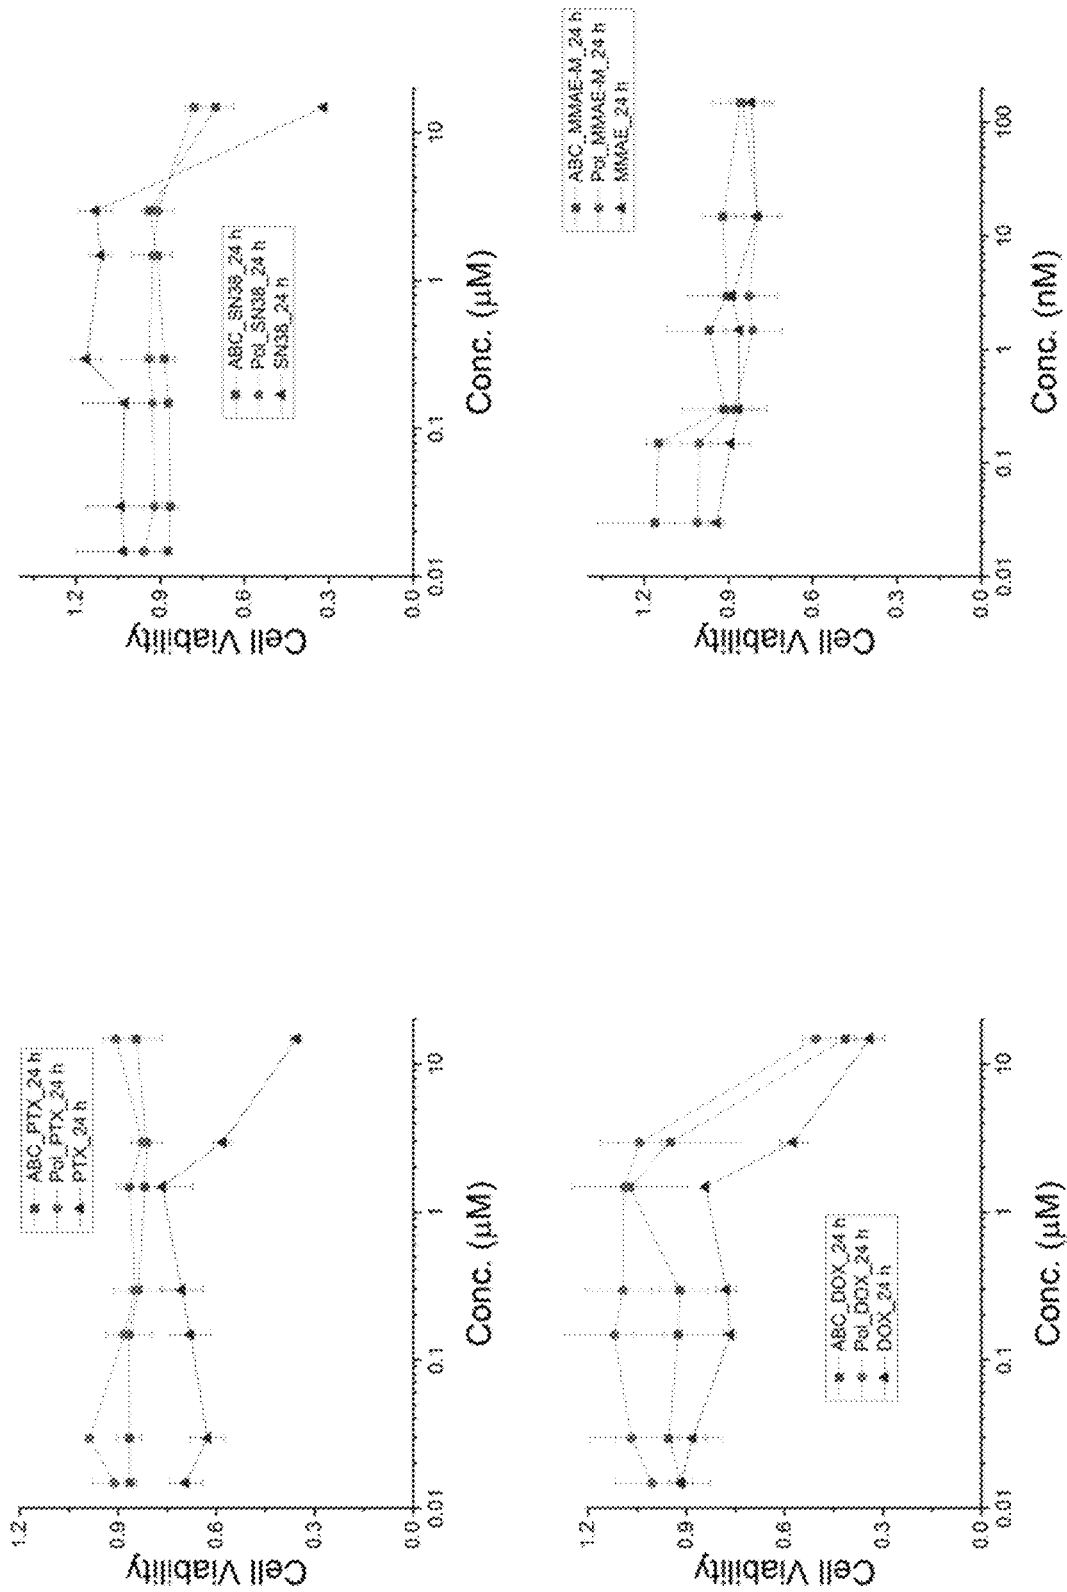 1.2
0.9
0.6
0.3
0.0
Cell Viability
0.01
0.1
1
10
Conc. (µM)
ABC_PTX_24 h
Pol_PTX_24 h
PTX_24 h
1.2
0.9
0.6
0.3
0.0
Cell Viability
0.01
0.1
1
10
Conc. (µM)
ABC_SN38_24 h
Pol_SN38_24 h
SN38_24 h
1.2
0.9
0.6
0.3
0.0
Cell Viability
0.01
0.1
1
10
Conc. (µM)
ABC_DOX_24 h
Pol_DOX_24 h
DOX_24 h
1.2
0.9
0.6
0.3
0.0
Cell Viability
0.01
0.1
1
10
100
Conc. (nM)
ABC_MMAE-M_24 h
Pol_MMAE-M_24 h
MMAE_24 h